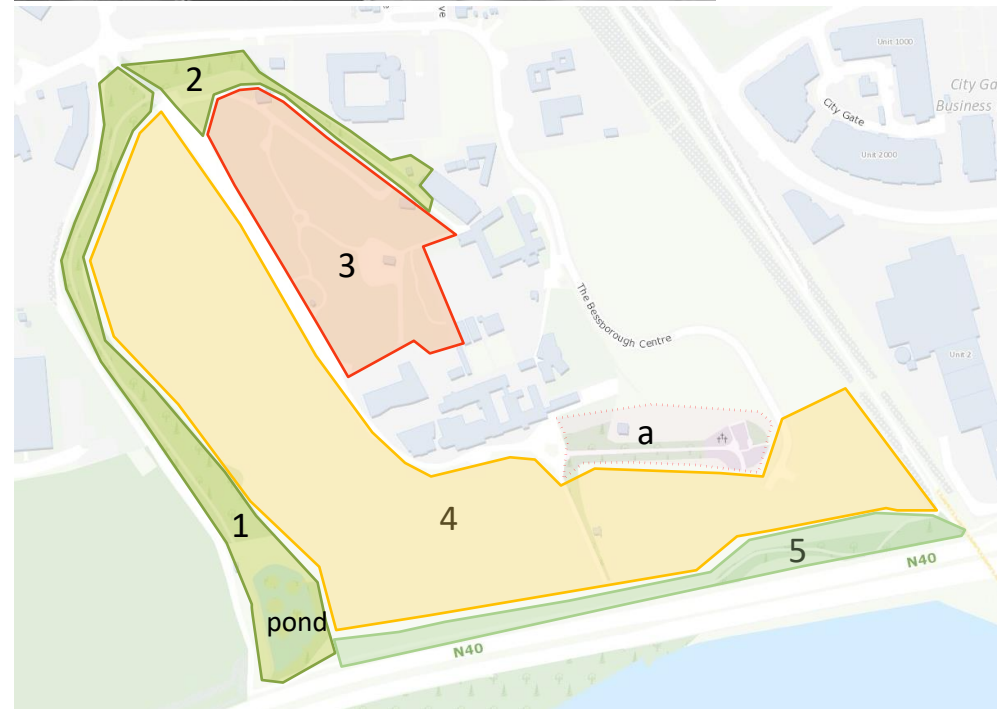 ve
Unit 1000
City Ga
Business
City Gate
Unit 2000
2
3
The Bessborough Centre
Unit 2
a
1
4
5
N40
pond
N40